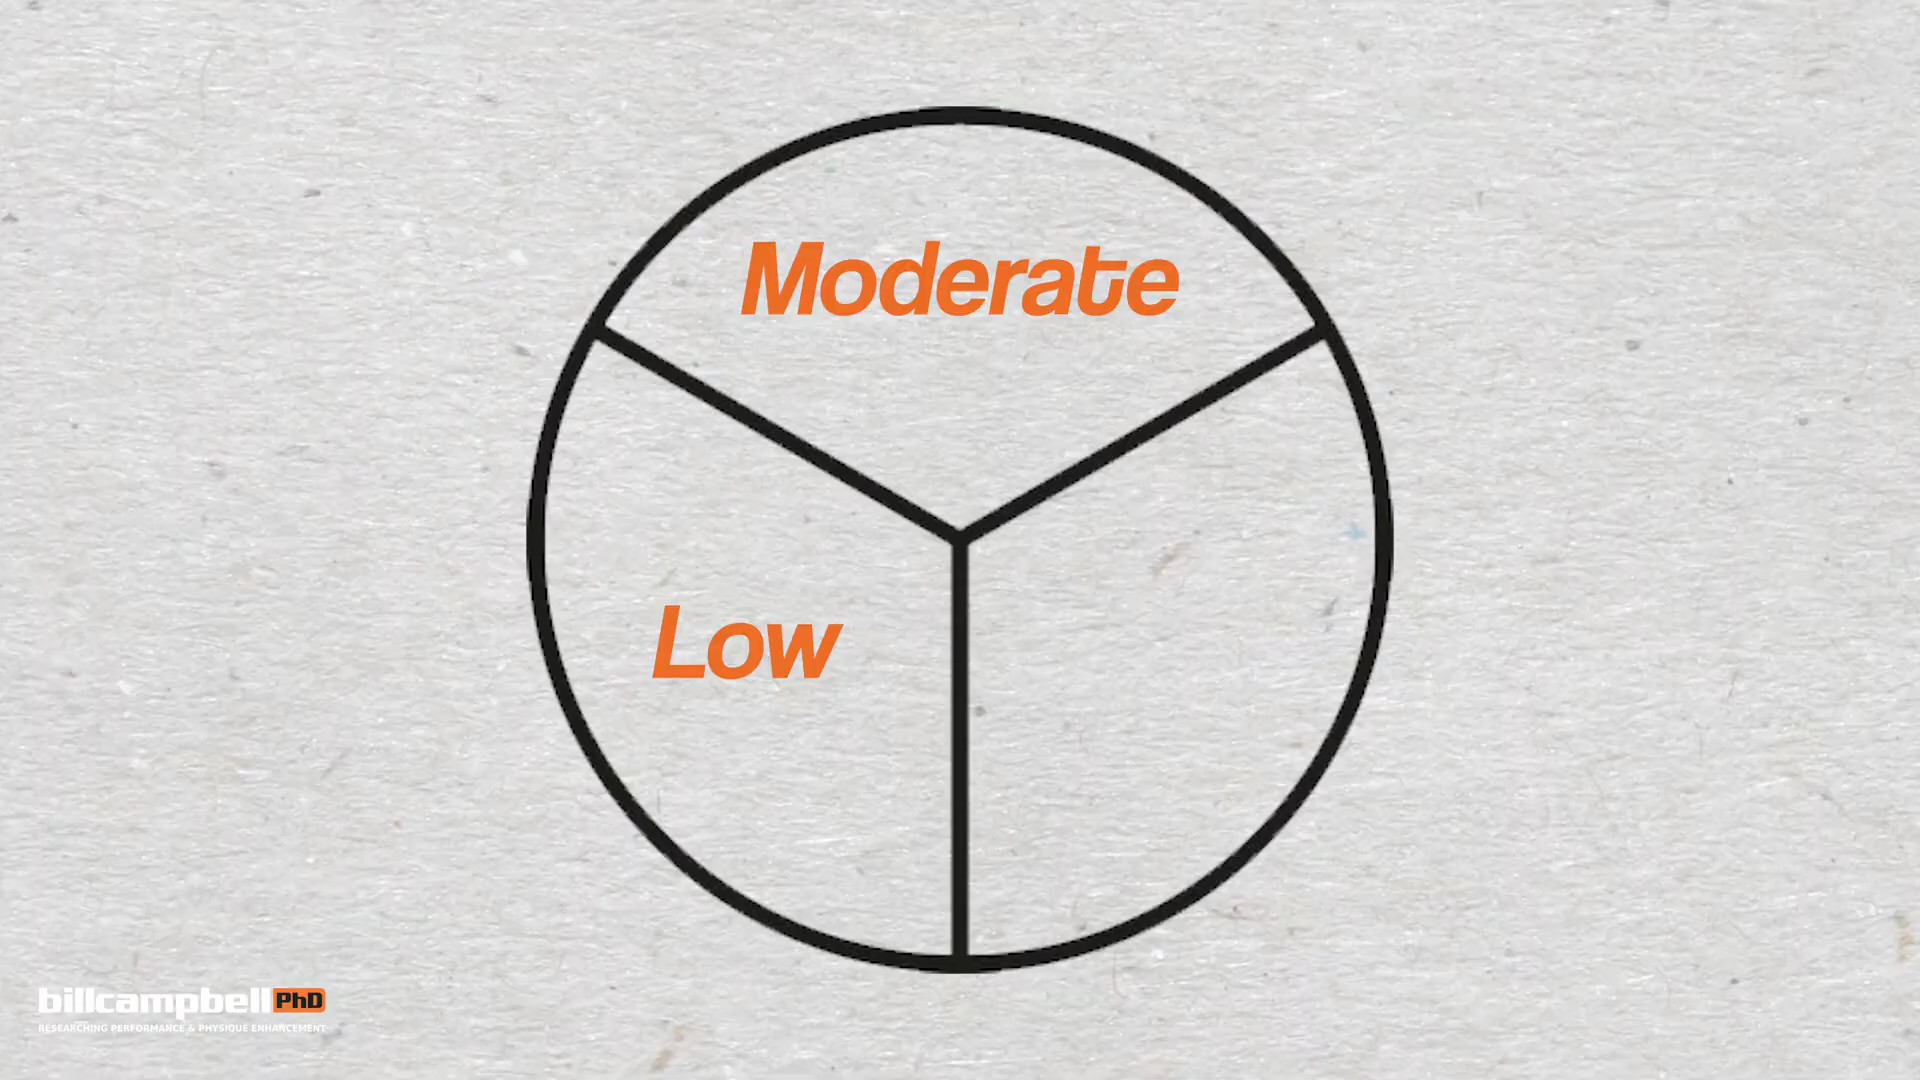 Moderate
Low
billcampbell PhD
RESEARCHING PERFORMANCE & PHYSIQUE ENHANCEMENT